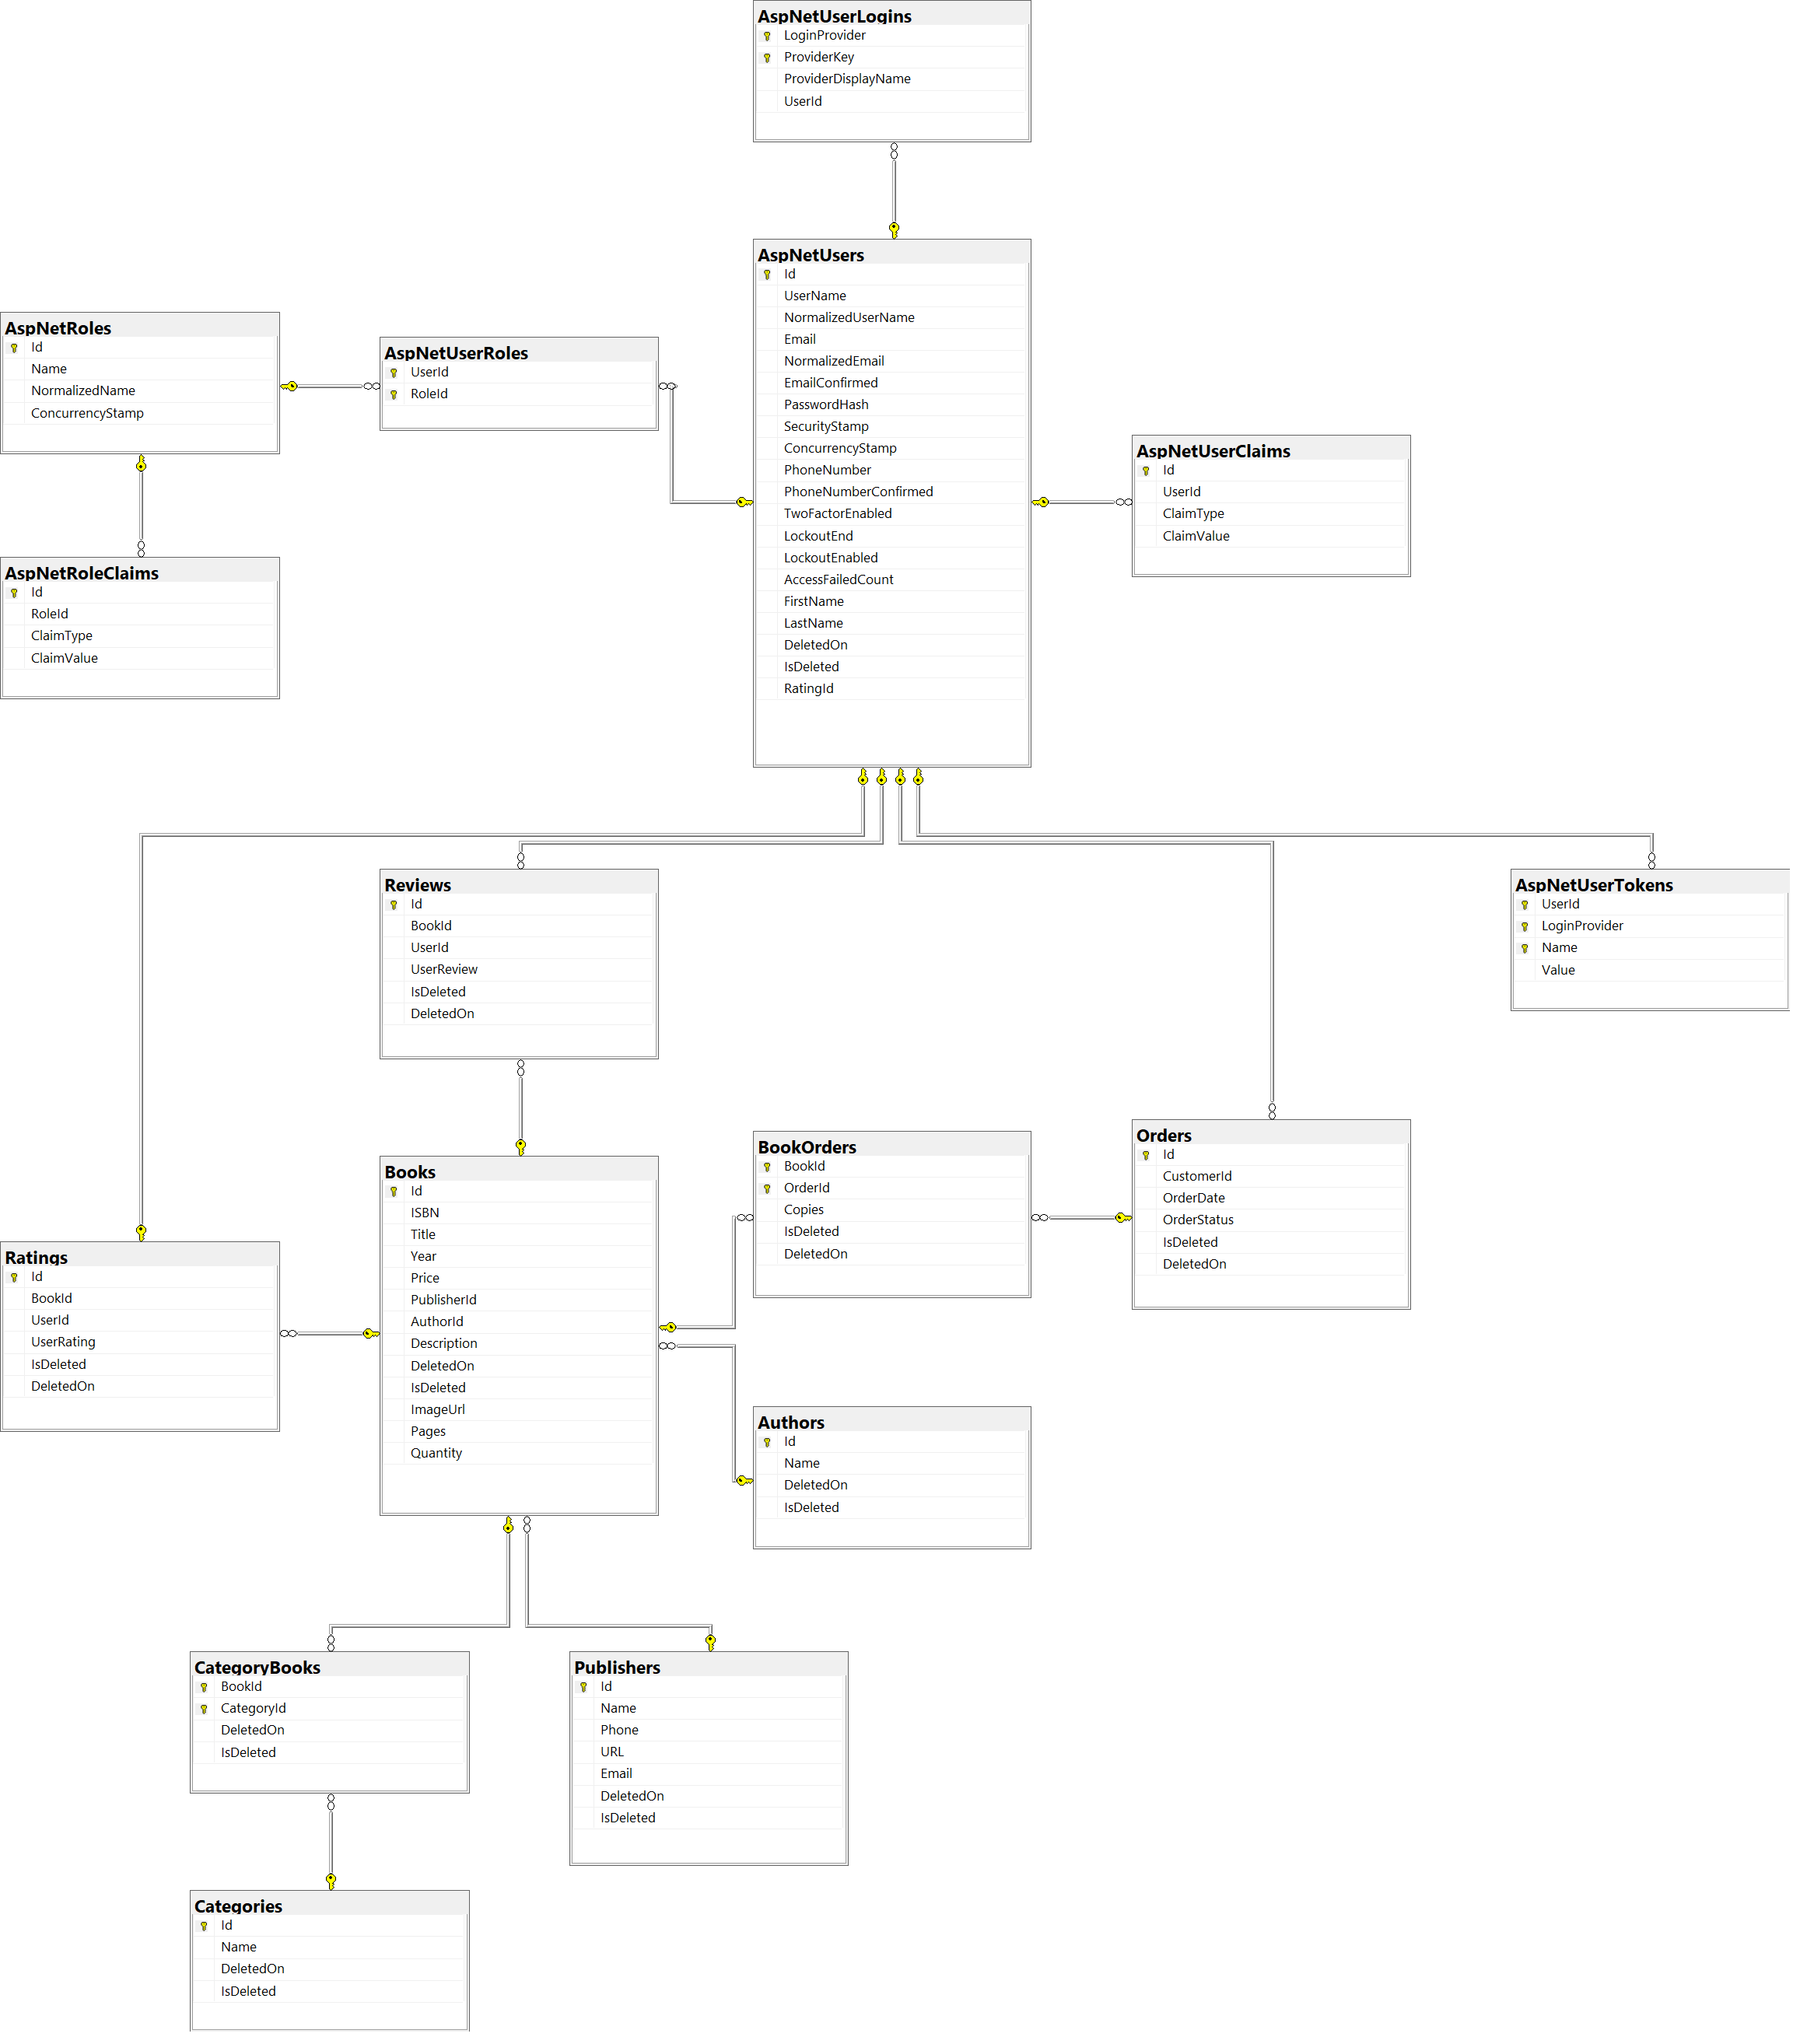 AspNetUserLogins
LoginProvider
ProviderKey
ProviderDisplayName
UserId
AspNetUsers
Id
UserName
NormalizedUserName
Email
NormalizedEmail
EmailConfirmed
PasswordHash
SecurityStamp
ConcurrencyStamp
PhoneNumber
PhoneNumberConfirmed
TwoFactorEnabled
LockoutEnd
LockoutEnabled
AccessFailedCount
FirstName
LastName
DeletedOn
IsDeleted
RatingId
AspNetRoles
Id
Name
NormalizedName
ConcurrencyStamp
AspNetUserRoles
UserId
RoleId
AspNetUserClaims
Id
UserId
ClaimType
ClaimValue
AspNetRoleClaims
Id
RoleId
ClaimType
ClaimValue
Reviews
Id
BookId
UserId
UserReview
IsDeleted
DeletedOn
AspNetUserTokens
UserId
LoginProvider
Name
Value
Books
Id
ISBN
Title
Year
Price
PublisherId
AuthorId
Description
DeletedOn
IsDeleted
ImageUrl
Pages
Quantity
BookOrders
BookId
OrderId
Copies
IsDeleted
DeletedOn
Orders
Id
CustomerId
OrderDate
OrderStatus
IsDeleted
DeletedOn
Ratings
Id
BookId
UserId
UserRating
IsDeleted
DeletedOn
Authors
Id
Name
DeletedOn
IsDeleted
CategoryBooks
BookId
CategoryId
DeletedOn
IsDeleted
Publishers
Id
Name
Phone
URL
Email
DeletedOn
IsDeleted
Categories
Id
Name
DeletedOn
IsDeleted